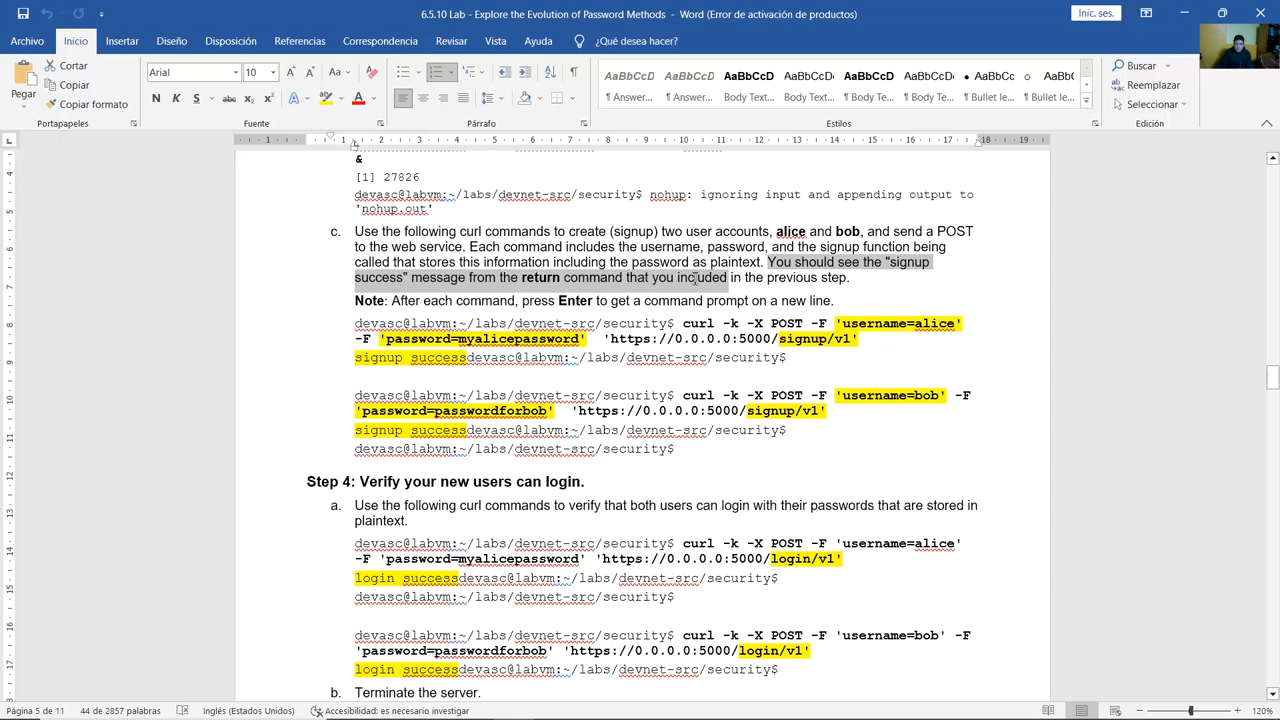 6.5.10 Lab - Explore the Evolution of Password Methods - Word (Error de activación de productos)
Inic. ses.
Archivo Inicio Insertar Diseño Disposición Referencias Correspondencia Revisar Vista Ayuda ¿Qué desea hacer?
Pegar
Cortar
Copiar
Copiar formato
Portapapeles
Arial 10
Fuente
Párrafo
AaBbCcD AaBbCcD AaBbCcD AaBbCcD AaBbCcD AaBbCcD AaBbCc AaBb
¶ Answer... ¶ Answer... Body Text... Body Text... Body Text... ¶ Body Text... ¶ Bullet le... ¶ Bullet le...
Estilos
Buscar
Reemplazar
Seleccionar
Edición
&
[1] 27826
devasc@labvm:~/labs/devnet-src/security$ nohup: ignoring input and appending output to
'nohup.out'
c. Use the following curl commands to create (signup) two user accounts, alice and bob, and send a POST
to the web service. Each command includes the username, password, and the signup function being
called that stores this information including the password as plaintext. You should see the "signup
success" message from the return command that you included in the previous step.
Note: After each command, press Enter to get a command prompt on a new line.
devasc@labvm:~/labs/devnet-src/security$ curl -k -X POST -F 'username=alice'
-F 'password=myalicepassword' 'https://0.0.0.0:5000/signup/v1'
signup successdevasc@labvm:~/labs/devnet-src/security$
devasc@labvm:~/labs/devnet-src/security$ curl -k -X POST -F 'username=bob' -F
'password=passwordforbob' 'https://0.0.0.0:5000/signup/v1'
signup successdevasc@labvm:~/labs/devnet-src/security$
devasc@labvm:~/labs/devnet-src/security$
Step 4: Verify your new users can login.
a. Use the following curl commands to verify that both users can login with their passwords that are stored in
plaintext.
devasc@labvm:~/labs/devnet-src/security$ curl -k -X POST -F 'username=alice'
-F 'password=myalicepassword' 'https://0.0.0.0:5000/login/v1'
login successdevasc@labvm:~/labs/devnet-src/security$
devasc@labvm:~/labs/devnet-src/security$
devasc@labvm:~/labs/devnet-src/security$ curl -k -X POST -F 'username=bob' -F
'password=passwordforbob' 'https://0.0.0.0:5000/login/v1'
login successdevasc@labvm:~/labs/devnet-src/security$
b. Terminate the server.
Página 5 de 11 44 de 2857 palabras Inglés (Estados Unidos) Accesibilidad: es necesario investigar 120%